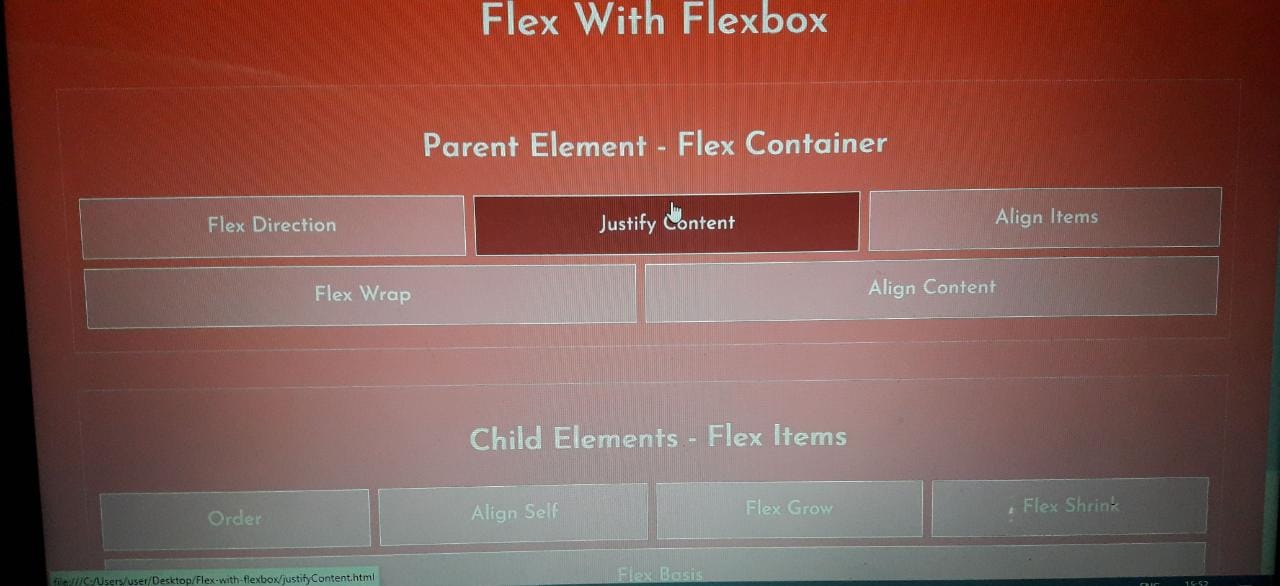 Flex With Flexbox
Parent Element - Flex Container
Flex Direction
Justify Content
Align Items
Flex Wrap
Align Content
Child Elements - Flex Items
Order
Align Self
Flex Grow
Flex Shrink
Flex Basis
file:///C:/Users/user/Desktop/Flex-with-flexbox/justifyContent.html
15:52